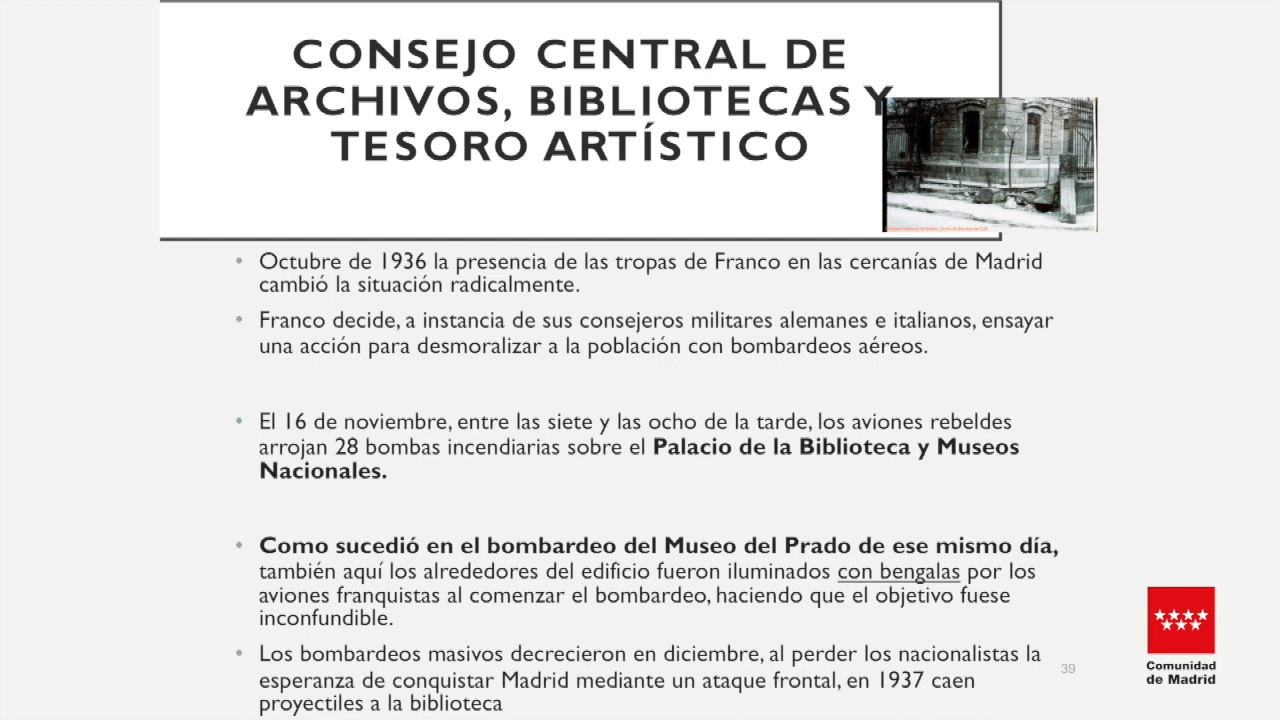 CONSEJO CENTRAL DE
ARCHIVOS, BIBLIOTECAS Y
TESORO ARTÍSTICO
• Octubre de 1936 la presencia de las tropas de Franco en las cercanías de Madrid
cambió la situación radicalmente.
• Franco decide, a instancia de sus consejeros militares alemanes e italianos, ensayar
una acción para desmoralizar a la población con bombardeos aéreos.
• El 16 de noviembre, entre las siete y las ocho de la tarde, los aviones rebeldes
arrojan 28 bombas incendiarias sobre el Palacio de la Biblioteca y Museos
Nacionales.
• Como sucedió en el bombardeo del Museo del Prado de ese mismo día,
también aquí los alrededores del edificio fueron iluminados con bengalas por los
aviones franquistas al comenzar el bombardeo, haciendo que el objetivo fuese
inconfundible.
• Los bombardeos masivos decrecieron en diciembre, al perder los nacionalistas la
esperanza de conquistar Madrid mediante un ataque frontal, en 1937 caen
proyectiles a la biblioteca
39
Comunidad
de Madrid